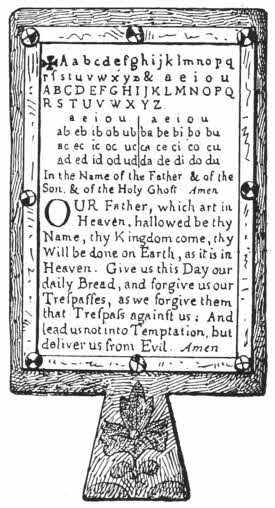 ✠Aabcdefghijklmnopq
rſstuvwxyz& aeiou
ABCDEFGHIJKLMNOPQ
RSTUVWXYZ.
a e i o u | a e i o u
ab eb ib ob ub | ba be bi bo bu
ac ec ic oc uc | ca ce ci co cu
ad ed id od ud | da de di do du
In the Name of the Father & of the
Son, & of the Holy Ghoſt Amen
OUR Father, which art in
Heaven, hallowed be thy
Name, thy Kingdom come, thy
Will be done on Earth, as it is in
Heaven. Give us this Day our
daily Bread, and forgive us our
Treſpaſſes, as we forgive them
that Treſpaſs againſt us; And
lead us not into Temptation, but
deliver us from Evil. Amen